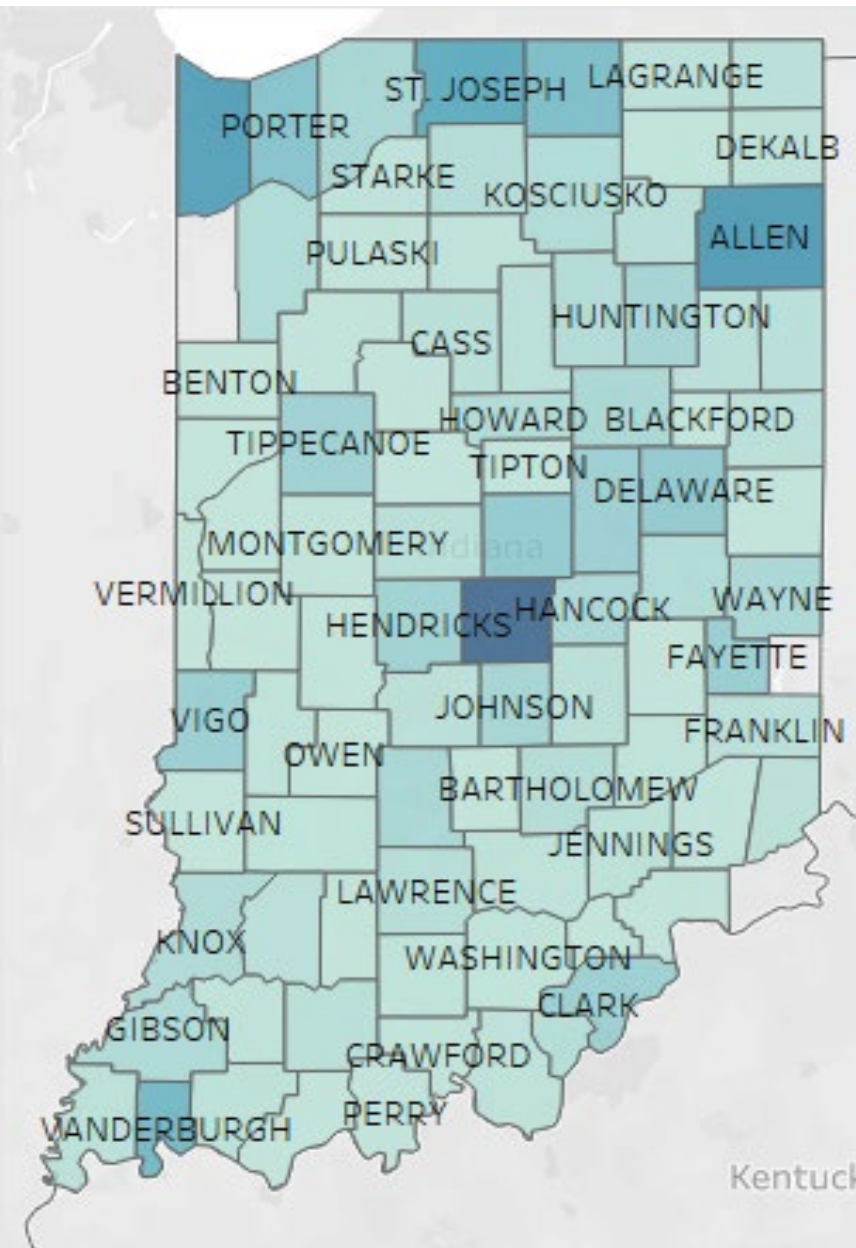 LAGRANGE
ST. JOSEPH
PORTER
DEKALB
STARKE
KOSCIUSKO
ALLEN
PULASKI
HUNTINGTON
CASS
BENTON
HOWARD BLACKFORD
TIPPECANOE
TIPTON
DELAWARE
MONTGOMERY
Indiana
VERMILLION
WAYNE
HANCOCK
HENDRICKS
FAYETTE
JOHNSON
VIGO
FRANKLIN
OWEN
BARTHOLOMEW
SULLIVAN
JENNINGS
LAWRENCE
KNOX
WASHINGTON
CLARK
GIBSON
CRAWFORD
PERRY
VANDERBURGH
Kentuck